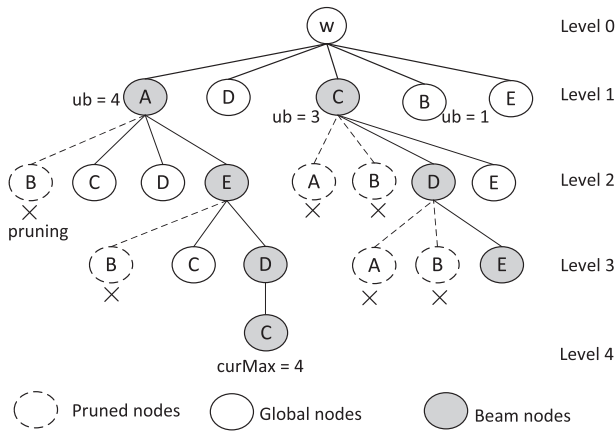 w Level 0
ub = 4 A D C B E Level 1
ub = 3 ub = 1
B C D E A B D E Level 2
pruning
B C D A B E Level 3
C
Level 4
curMax = 4
Pruned nodes Global nodes Beam nodes